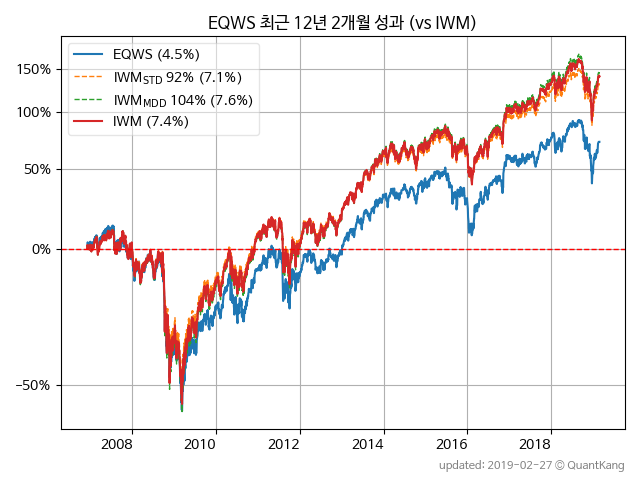 EQWS 최근 12년 2개월 성과 (vs IWM)
EQWS (4.5%)
IWMSTD 92% (7.1%)
IWMMDD 104% (7.6%)
IWM (7.4%)
150%
100%
50%
0%
−50%
2008 2010 2012 2014 2016 2018
updated: 2019-02-27 © QuantKang